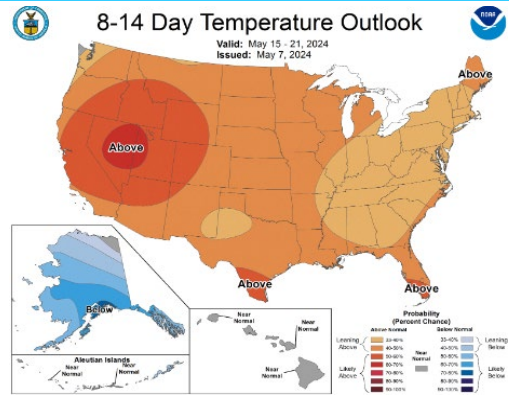 8-14 Day Temperature Outlook
Valid: May 15 - 21, 2024
Issued: May 7, 2024
NOAA
Above
Above
Above
Above
Below
Near
Normal
Near
Normal
Near
Normal
Aleutian Islands
Near
Normal
Near
Normal
Probability
(Percent Chance)
Above Normal
Below Normal
Leaning
Above
Likely
Above
33-40%
40-50%
50-60%
60-70%
70-80%
80-90%
90-100%
Near
Normal
33-40%
40-50%
50-60%
60-70%
70-80%
80-90%
90-100%
Leaning
Below
Likely
Below